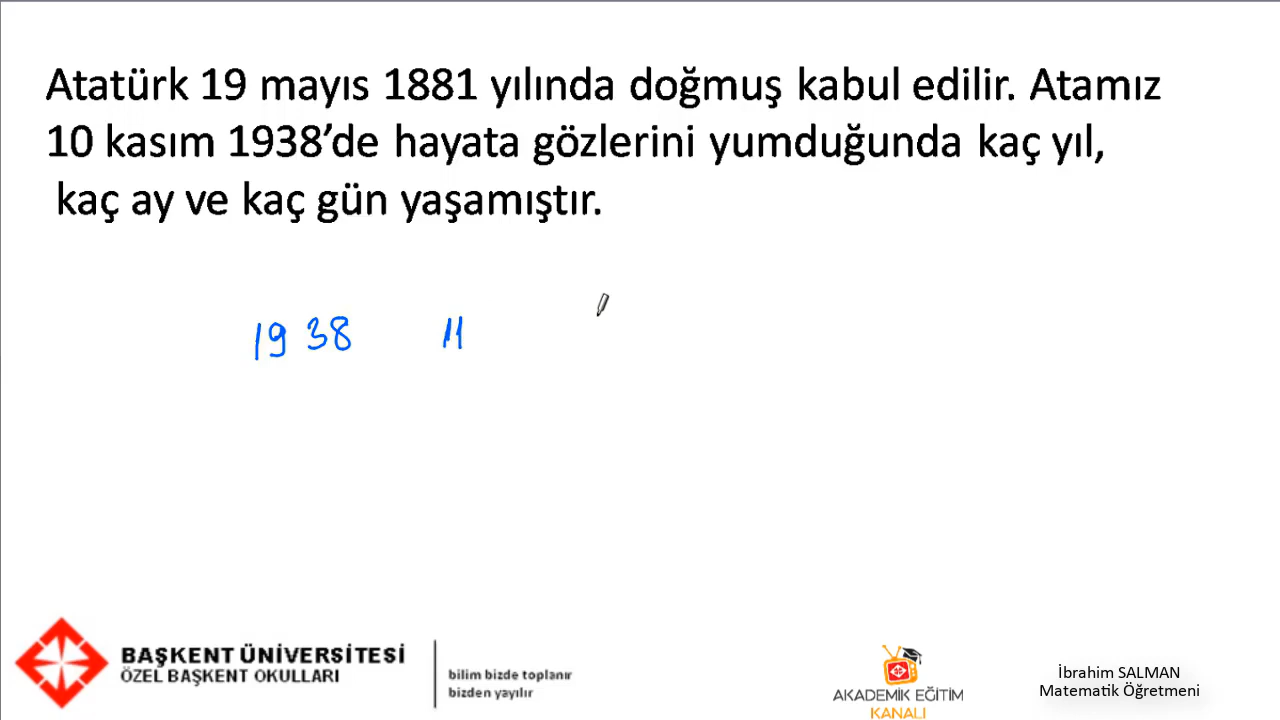 Atatürk 19 mayıs 1881 yılında doğmuş kabul edilir. Atamız
10 kasım 1938’de hayata gözlerini yumduğunda kaç yıl,
kaç ay ve kaç gün yaşamıştır.
1938 11
BAŞKENT ÜNİVERSİTESİ
ÖZEL BAŞKENT OKULLARI
bilim bizde toplanır
bizden yayılır
AKADEMİK EĞİTİM
KANALI
İbrahim SALMAN
Matematik Öğretmeni